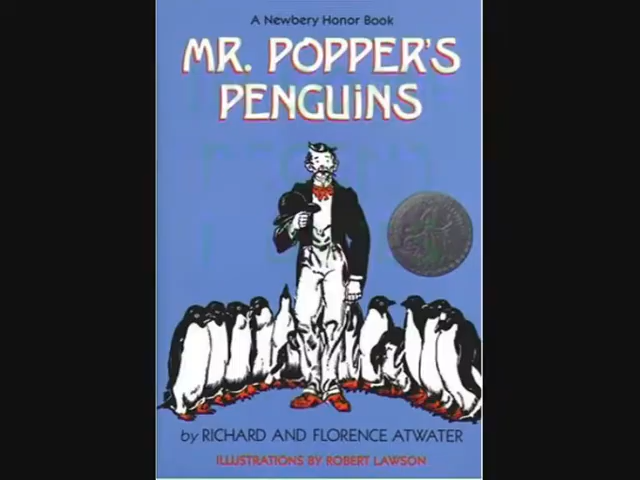 A Newbery Honor Book
MR. POPPER'S
PENGUiNS
by RICHARD AND FLORENCE ATWATER
ILLUSTRATIONS BY ROBERT LAWSON